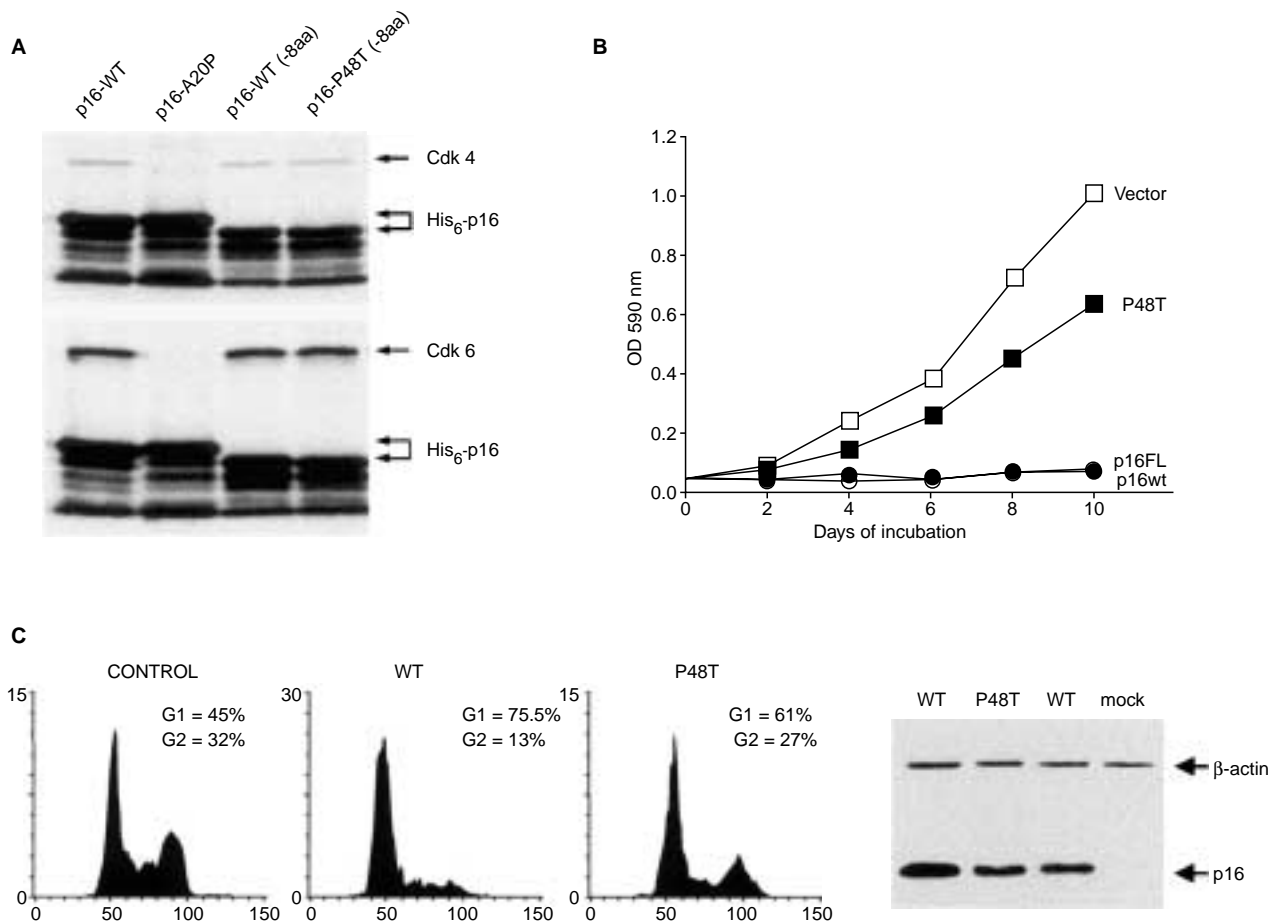 A
p16-WT
p16-A20P
p16-WT (-8aa)
p16-P48T (-8aa)
Cdk 4
His6-p16
Cdk 6
His6-p16
B
OD 590 nm
1.2
1.0
0.8
0.6
0.4
0.2
0.0
0 2 4 6 8 10
Days of incubation
Vector
P48T
p16FL
p16wt
C
CONTROL
15
0
G1 = 45%
G2 = 32%
0 50 100 150
WT
30
0
G1 = 75.5%
G2 = 13%
0 50 100 150
P48T
15
0
G1 = 61%
G2 = 27%
0 50 100 150
WT P48T WT mock
β-actin
p16